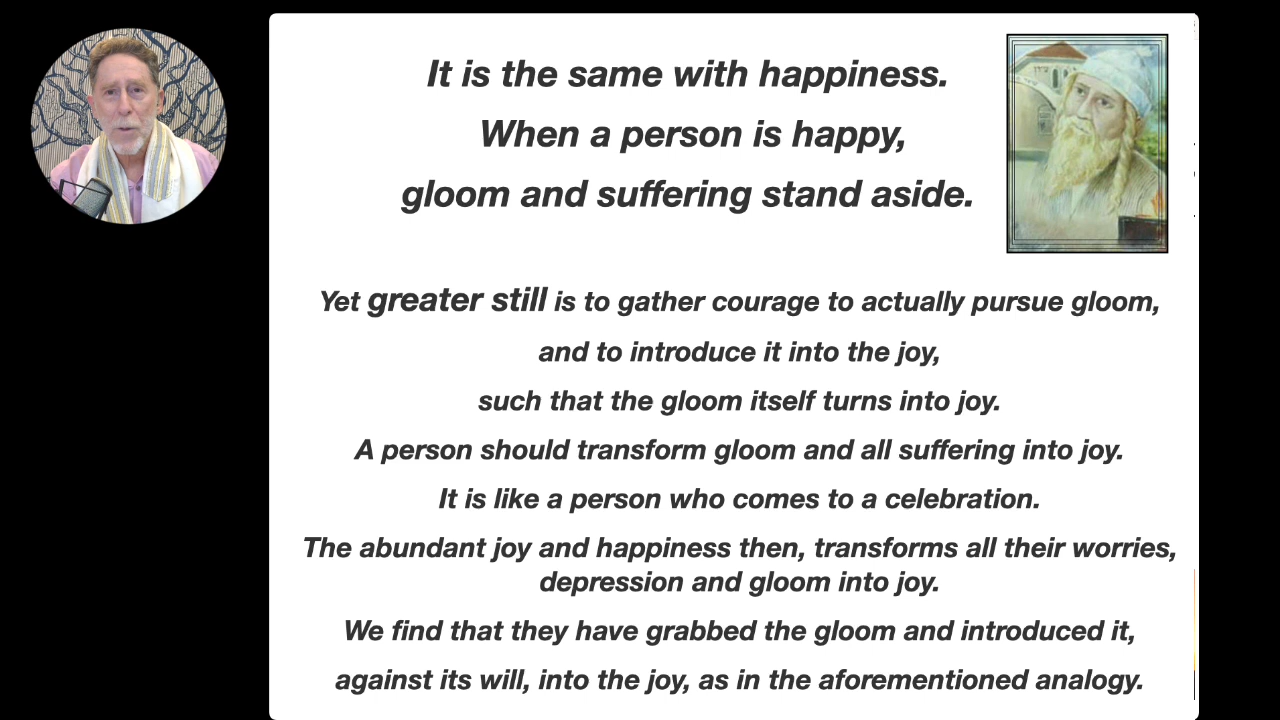 It is the same with happiness.
When a person is happy,
gloom and suffering stand aside.
Yet greater still is to gather courage to actually pursue gloom,
and to introduce it into the joy,
such that the gloom itself turns into joy.
A person should transform gloom and all suffering into joy.
It is like a person who comes to a celebration.
The abundant joy and happiness then, transforms all their worries,
depression and gloom into joy.
We find that they have grabbed the gloom and introduced it,
against its will, into the joy, as in the aforementioned analogy.